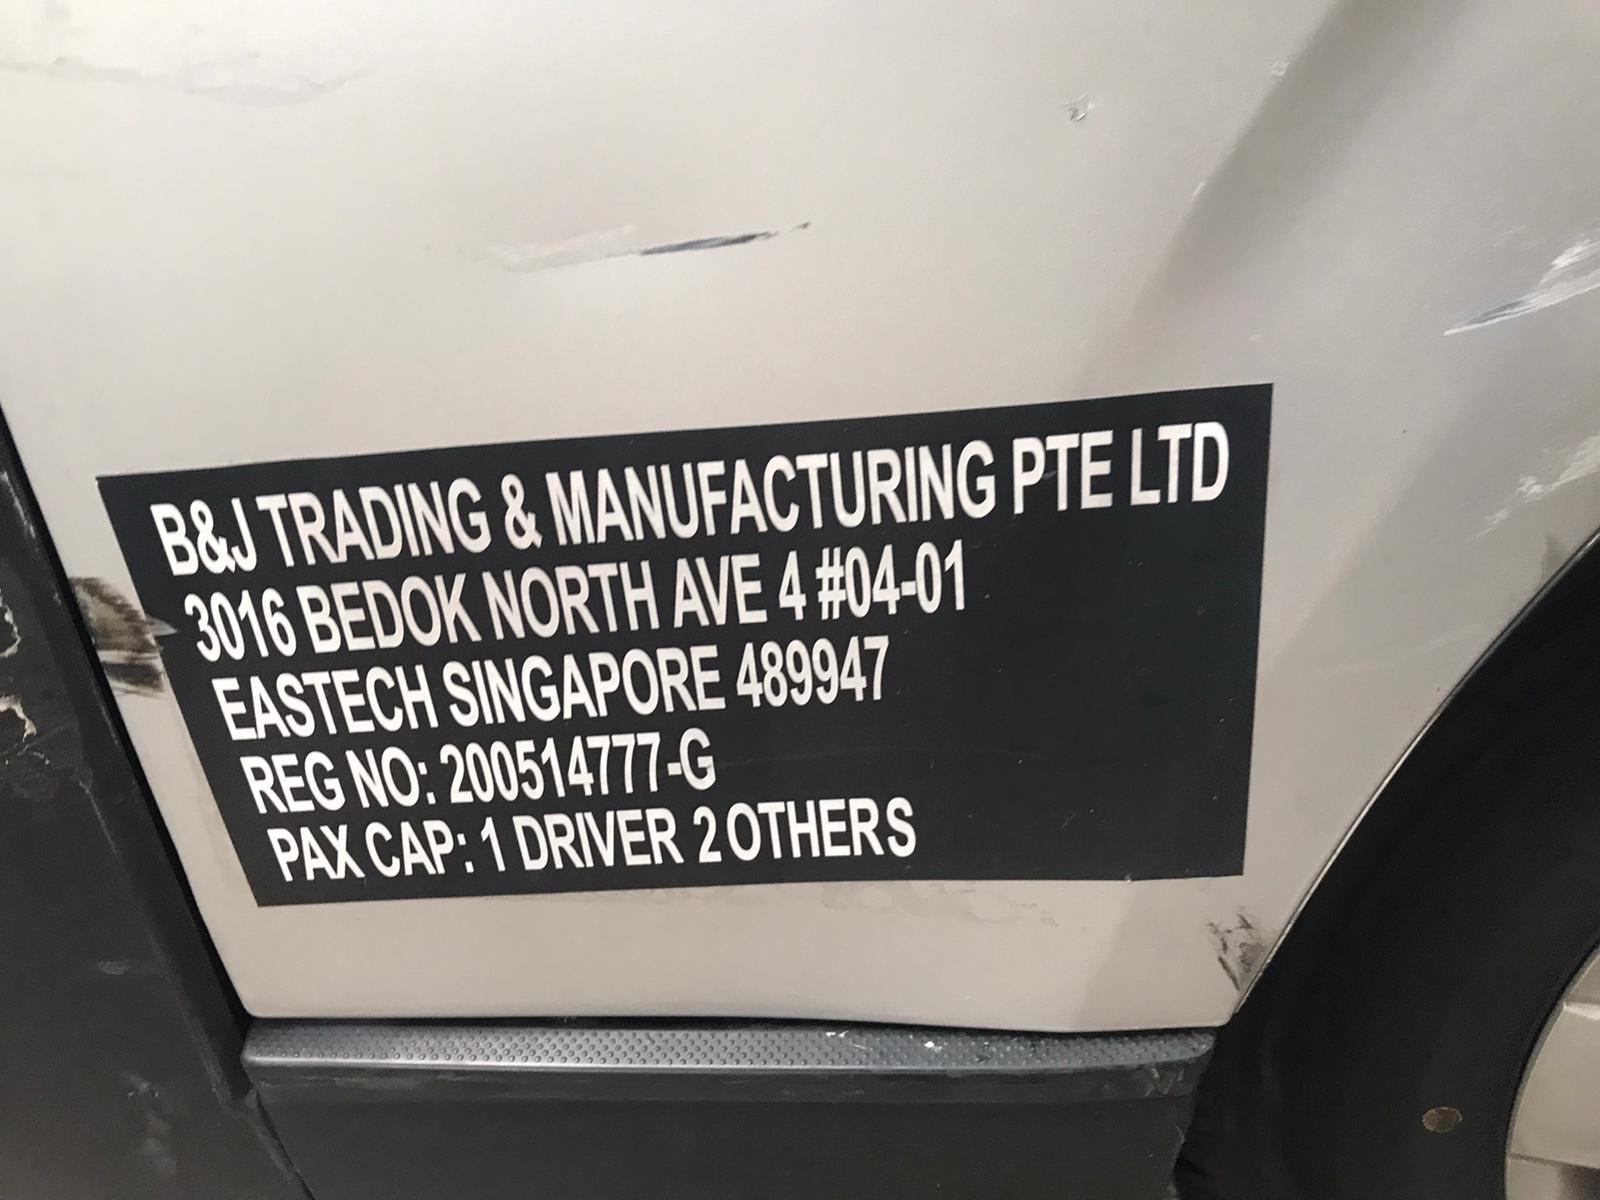 B&J TRADING & MANUFACTURING PTE LTD
3016 BEDOK NORTH AVE 4 #04-01
EASTECH SINGAPORE 489947
REG NO: 200514777-G
PAX CAP: 1 DRIVER 2 OTHERS